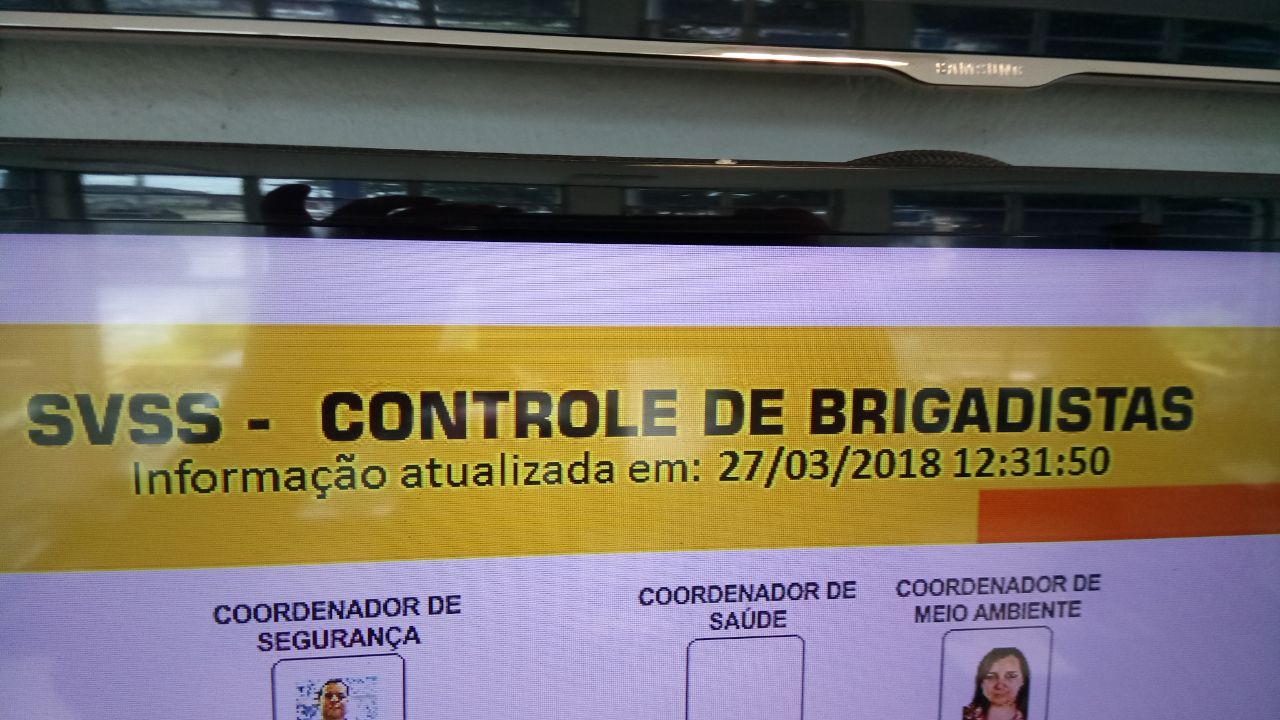 SAMSUNG
SVSS - CONTROLE DE BRIGADISTAS
Informação atualizada em: 27/03/2018 12:31:50
COORDENADOR DE
SEGURANÇA
COORDENADOR DE
SAÚDE
COORDENADOR DE
MEIO AMBIENTE